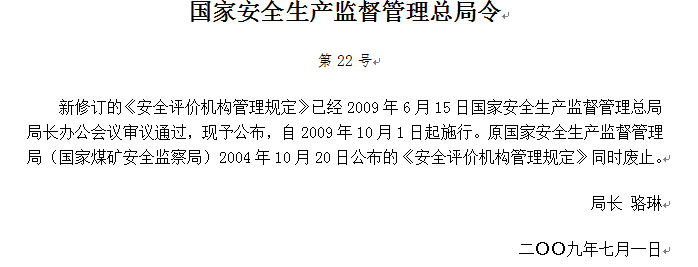 国家安全生产监督管理总局令
第 22 号
新修订的《安全评价机构管理规定》已经 2009 年 6 月 15 日国家安全生产监督管理总局
局长办公会议审议通过，现予公布，自 2009 年 10 月 1 日起施行。原国家安全生产监督管理
局（国家煤矿安全监察局）2004 年 10 月 20 日公布的《安全评价机构管理规定》同时废止。
局长 骆琳
二〇〇九年七月一日